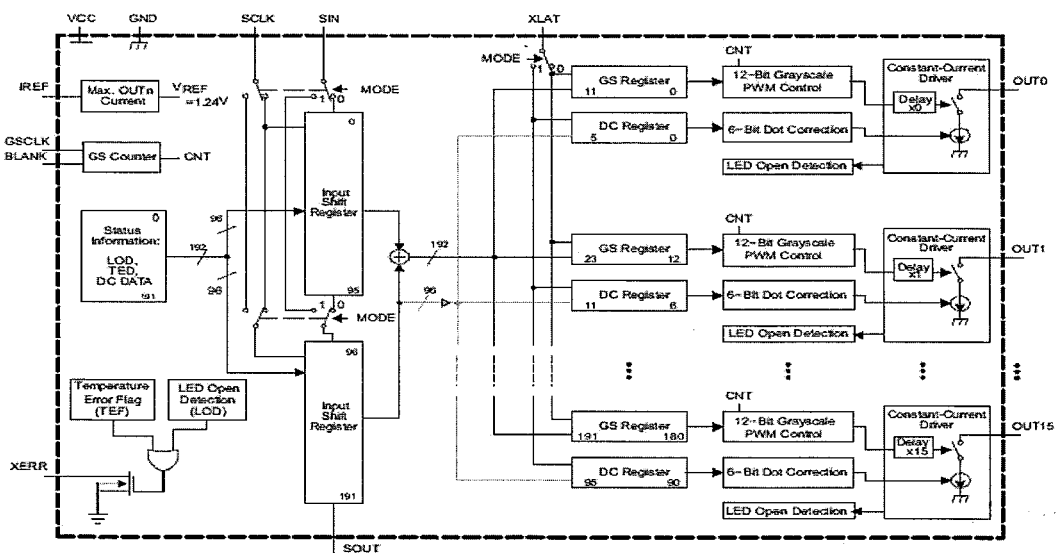 VCC
GND
SCLK
SIN
XLAT
MODE
1 0
CNT
IREF
Max. OUTn
Current
VREF
=1.24V
1 0
MODE
GS Register
11 0
12-Bit Grayscale
PWM Control
Constant-Current
Driver
Delay
x0
OUT0
GSCLK
BLANK
GS Counter
CNT
0
DC Register
5 0
6-Bit Dot Correction
LED Open Detection
0
Status
Information:
LOD,
TED,
DC DATA
191
192
96
96
Input
Shift
Register
95
192
96
CNT
GS Register
23 12
12-Bit Grayscale
PWM Control
Constant-Current
Driver
Delay
x1
OUT1
DC Register
11 6
6-Bit Dot Correction
LED Open Detection
1 0
MODE
96
Input
Shift
Register
191
Temperature
Error Flag
(TEF)
LED Open
Detection
(LOD)
XERR
CNT
GS Register
191 180
12-Bit Grayscale
PWM Control
Constant-Current
Driver
Delay
x15
OUT15
DC Register
95 90
6-Bit Dot Correction
LED Open Detection
SOUT